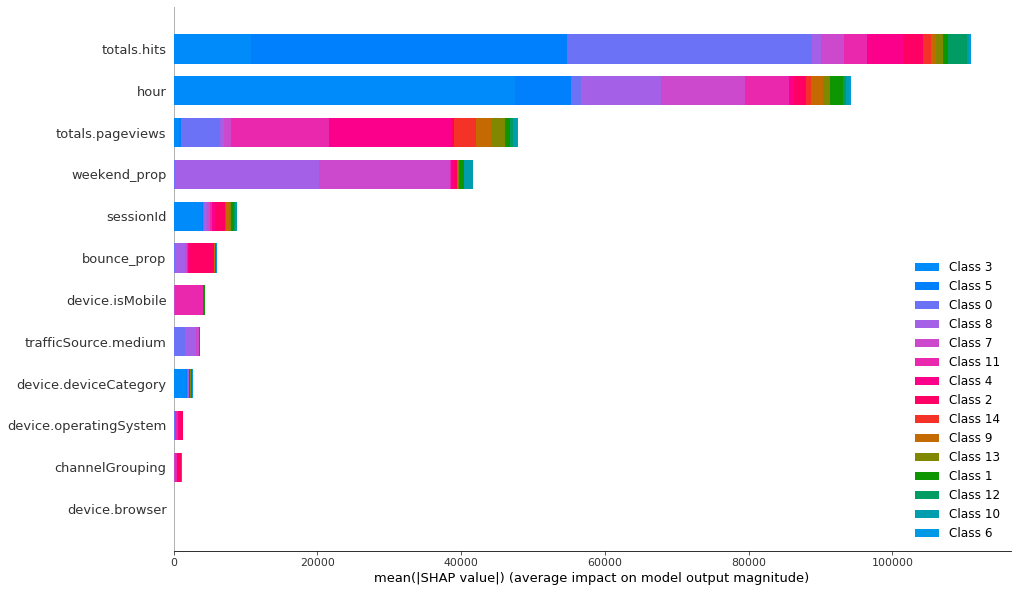 totals.hits
hour
totals.pageviews
weekend_prop
sessionId
bounce_prop
device.isMobile
trafficSource.medium
device.deviceCategory
device.operatingSystem
channelGrouping
device.browser
Class 3
Class 5
Class 0
Class 8
Class 7
Class 11
Class 4
Class 2
Class 14
Class 9
Class 13
Class 1
Class 12
Class 10
Class 6
0 20000 40000 60000 80000 100000
mean(|SHAP value|) (average impact on model output magnitude)